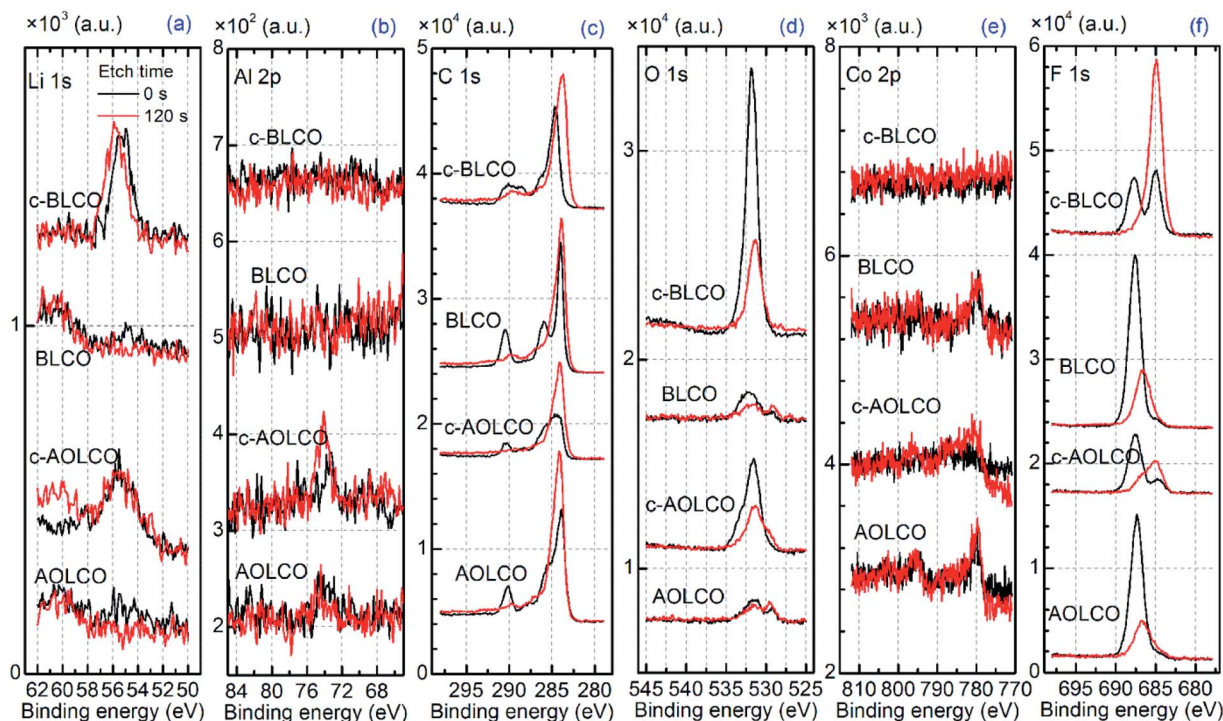 ×10³ (a.u.) (a)
Li 1s
Etch time
0 s
120 s
c-BLCO
1
BLCO
c-AOLCO
AOLCO
0
62 60 58 56 54 52 50
Binding energy (eV)
×10² (a.u.) (b)
8
Al 2p
c-BLCO
7
6
BLCO
5
c-AOLCO
4
3
AOLCO
2
84 80 76 72 68
Binding energy (eV)
×10⁴ (a.u.) (c)
5
C 1s
c-BLCO
4
3
BLCO
2
c-AOLCO
1
AOLCO
0
295 290 285 280
Binding energy (eV)
×10⁴ (a.u.) (d)
O 1s
3
c-BLCO
2
BLCO
c-AOLCO
1
AOLCO
545 540 535 530 525
Binding energy (eV)
×10³ (a.u.) (e)
8
Co 2p
c-BLCO
6
BLCO
c-AOLCO
4
AOLCO
2
810 800 790 780 770
Binding energy (eV)
×10⁴ (a.u.) (f)
6
F 1s
5
c-BLCO
4
BLCO
3
c-AOLCO
2
AOLCO
1
0
695 690 685 680
Binding energy (eV)